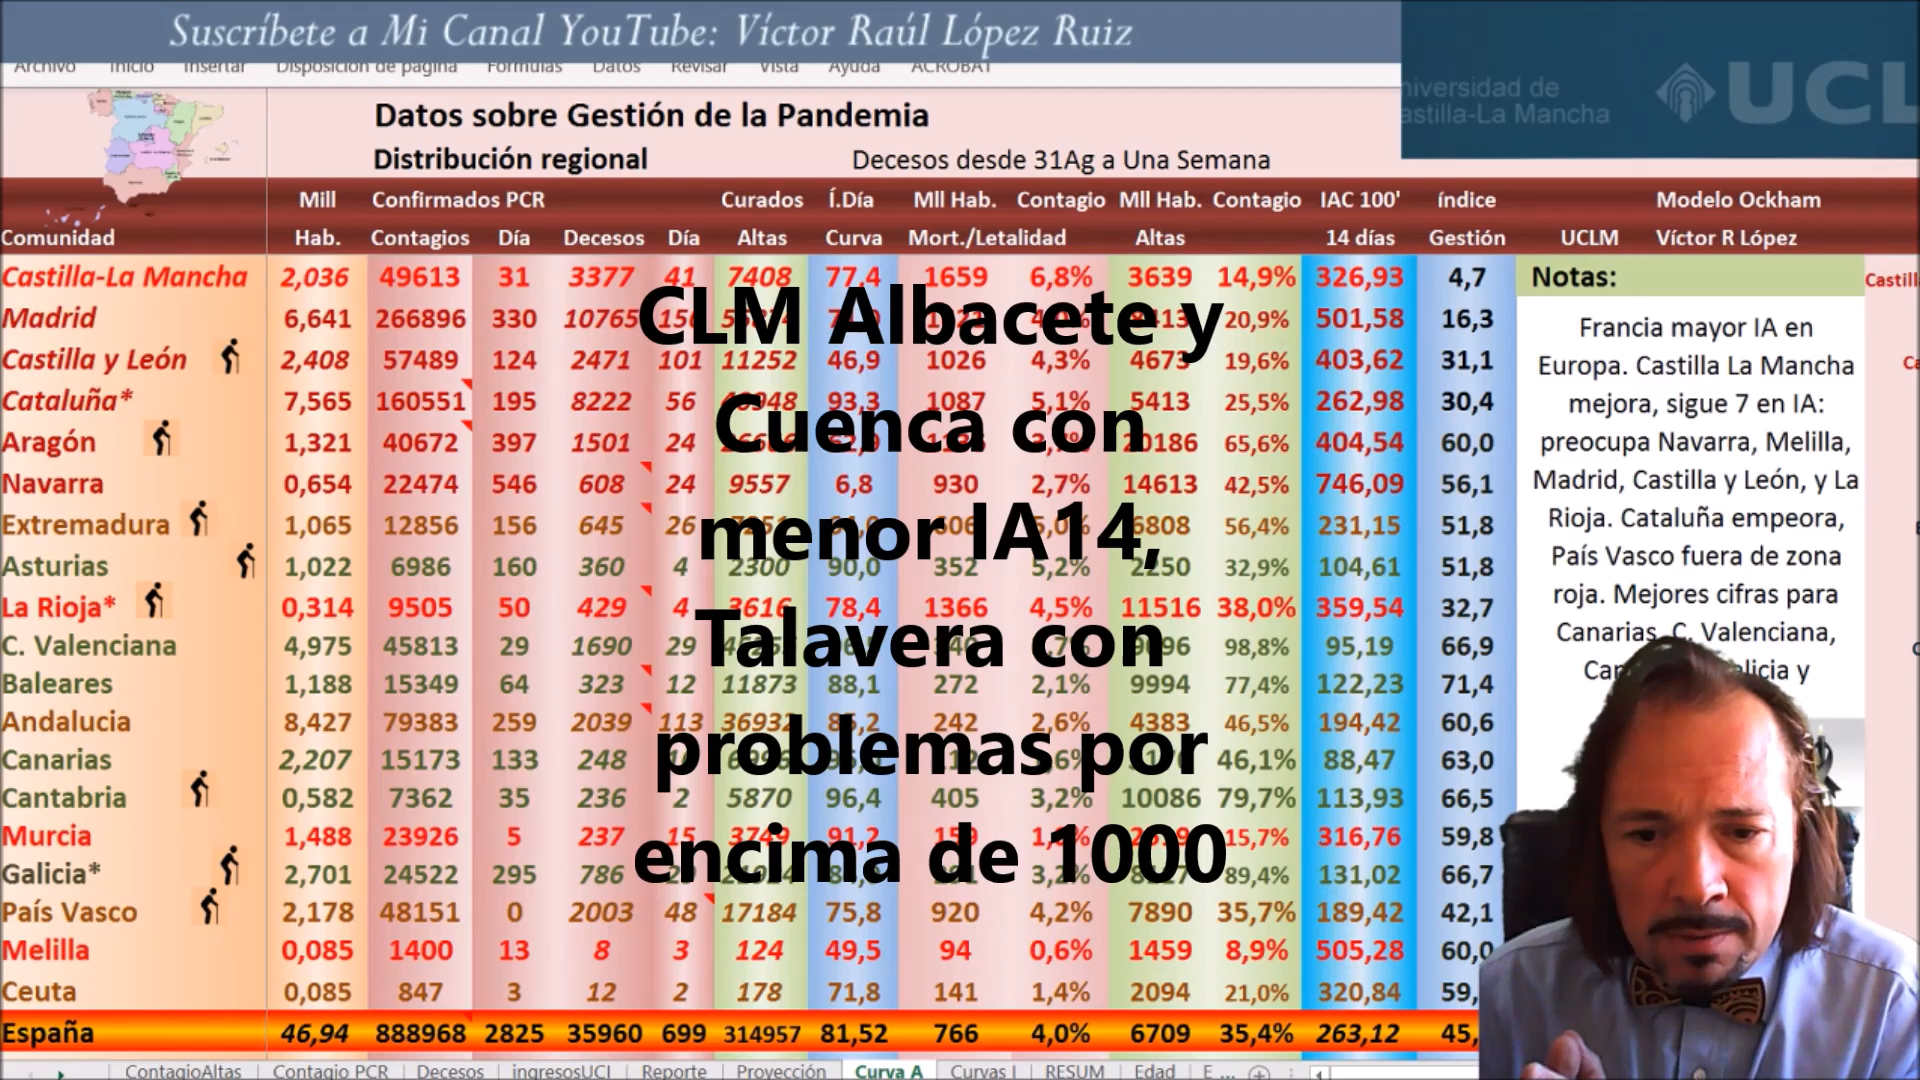 Suscríbete a Mi Canal YouTube: Víctor Raúl López Ruiz
Archivo Inicio Insertar Disposición de página Fórmulas Datos Revisar Vista Ayuda ACROBAT
niversidad de
astilla-La Mancha
UCL
Datos sobre Gestión de la Pandemia
Distribución regional Decesos desde 31Ag a Una Semana
Mill Confirmados PCR Curados Í.Día Mll Hab. Contagio Mll Hab. Contagio IAC 100' índice Modelo Ockham
Comunidad Hab. Contagios Día Decesos Día Altas Curva Mort./Letalidad Altas 14 días Gestión UCLM Víctor R López
Castilla-La Mancha 2,036 49613 31 3377 41 7408 77,4 1659 6,8% 3639 14,9% 326,93 4,7
Madrid 6,641 266896 330 10765 20,9% 501,58 16,3
Castilla y León 2,408 57489 124 2471 101 11252 46,9 1026 4,3% 4673 19,6% 403,62 31,1
Cataluña* 7,565 160551 195 8222 56 93,3 1087 5,1% 5413 25,5% 262,98 30,4
Aragón 1,321 40672 397 1501 24 65,6% 404,54 60,0
Navarra 0,654 22474 546 608 24 9557 6,8 930 2,7% 14613 42,5% 746,09 56,1
Extremadura 1,065 12856 156 645 26 6808 56,4% 231,15 51,8
Asturias 1,022 6986 160 360 4 2300 90,0 352 5,2% 2250 32,9% 104,61 51,8
La Rioja* 0,314 9505 50 429 4 3616 78,4 1366 4,5% 11516 38,0% 359,54 32,7
C. Valenciana 4,975 45813 29 1690 29 98,8% 95,19 66,9
Baleares 1,188 15349 64 323 12 11873 88,1 272 2,1% 9994 77,4% 122,23 71,4
Andalucia 8,427 79383 259 2039 113 242 2,6% 4383 46,5% 194,42 60,6
Canarias 2,207 15173 133 248 46,1% 88,47 63,0
Cantabria 0,582 7362 35 236 2 5870 96,4 405 3,2% 10086 79,7% 113,93 66,5
Murcia 1,488 23926 5 237 15 3749 91,2 15,7% 316,76 59,8
Galicia* 2,701 24522 295 786 89,4% 131,02 66,7
País Vasco 2,178 48151 0 2003 48 17184 75,8 920 4,2% 7890 35,7% 189,42 42,1
Melilla 0,085 1400 13 8 3 124 49,5 94 0,6% 1459 8,9% 505,28 60,0
Ceuta 0,085 847 3 12 2 178 71,8 141 1,4% 2094 21,0% 320,84 59,
España 46,94 888968 2825 35960 699 314957 81,52 766 4,0% 6709 35,4% 263,12 45,
CLM Albacete y
Cuenca con
menor IA14,
Talavera con
problemas por
encima de 1000
Notas:
Francia mayor IA en
Europa. Castilla La Mancha
mejora, sigue 7 en IA:
preocupa Navarra, Melilla,
Madrid, Castilla y León, y La
Rioja. Cataluña empeora,
País Vasco fuera de zona
roja. Mejores cifras para
Canarias, C. Valenciana,
y
Castill
Ca
ContagioAltas Contagio PCR Decesos ingresosUCI Reporte Proyección Curva A Curvas I RESUM Edad E ...